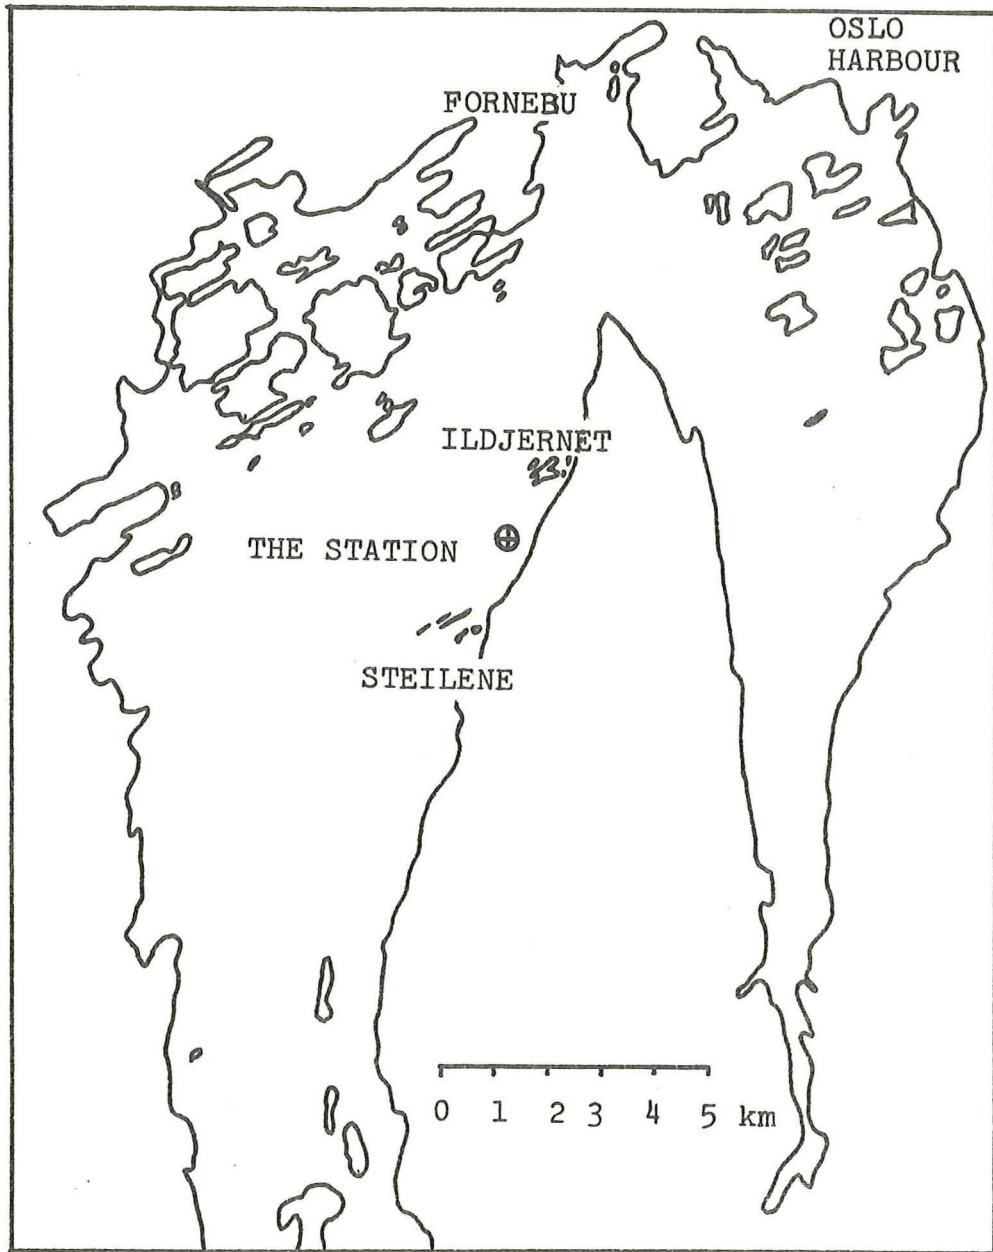 OSLO
HARBOUR
FORNEBU
ILDJERNET
THE STATION
STEILENE
0 1 2 3 4 5 km